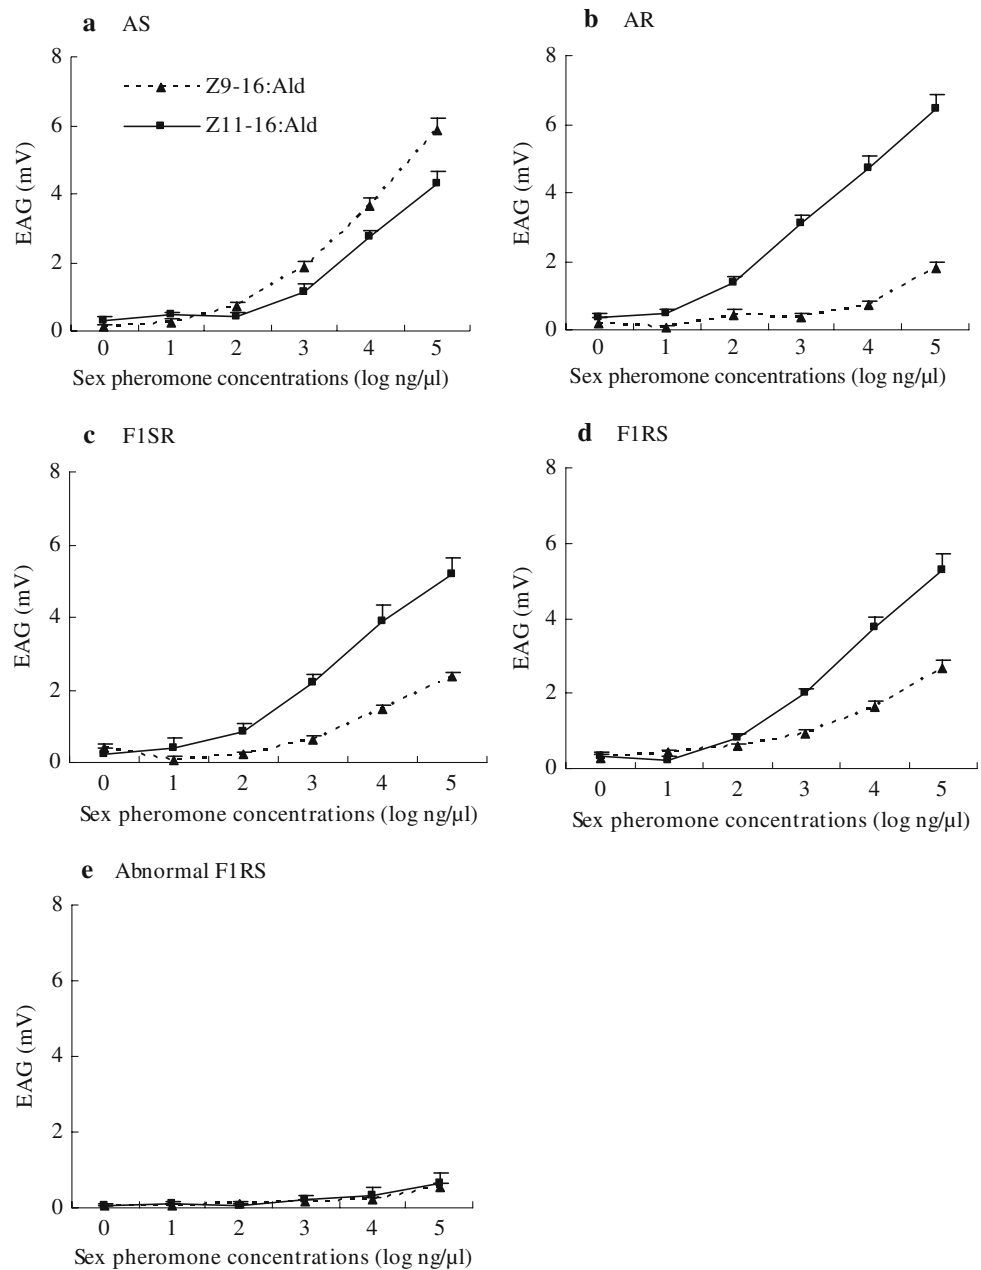 a AS
8
6
4
2
0
EAG (mV)
Z9-16:Ald
Z11-16:Ald
0 1 2 3 4 5
Sex pheromone concentrations (log ng/µl)
b AR
8
6
4
2
0
EAG (mV)
0 1 2 3 4 5
Sex pheromone concentrations (log ng/µl)
c F1SR
8
6
4
2
0
EAG (mV)
0 1 2 3 4 5
Sex pheromone concentrations (log ng/µl)
d F1RS
8
6
4
2
0
EAG (mV)
0 1 2 3 4 5
Sex pheromone concentrations (log ng/µl)
e Abnormal F1RS
8
6
4
2
0
EAG (mV)
0 1 2 3 4 5
Sex pheromone concentrations (log ng/µl)